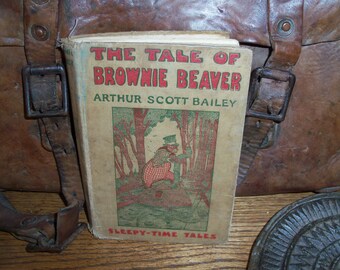 THE TALE OF
BROWNIE BEAVER
ARTHUR SCOTT BAILEY
SLEEPY-TIME TALES